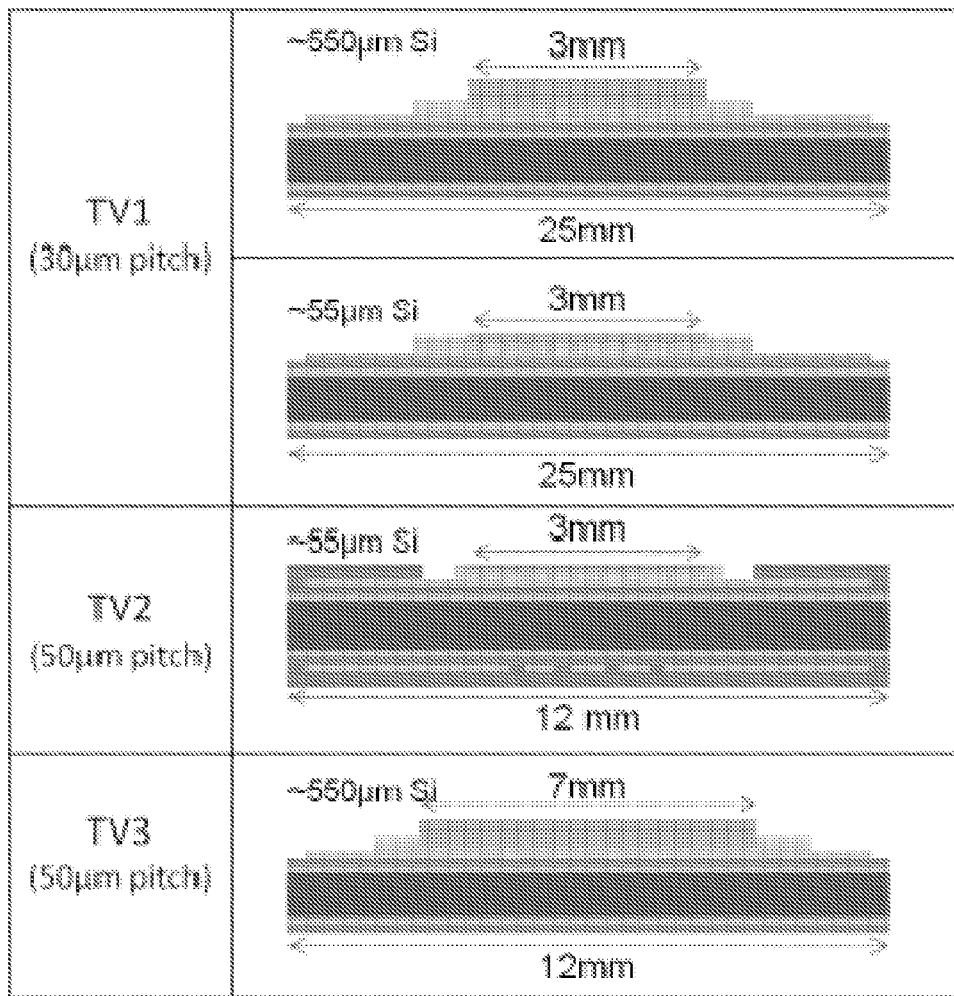 TV1
(30µm pitch)
~550µm Si
3mm
25mm
~55µm Si
3mm
25mm
TV2
(50µm pitch)
~55µm Si
3mm
12 mm
TV3
(50µm pitch)
~550µm Si
7mm
12mm